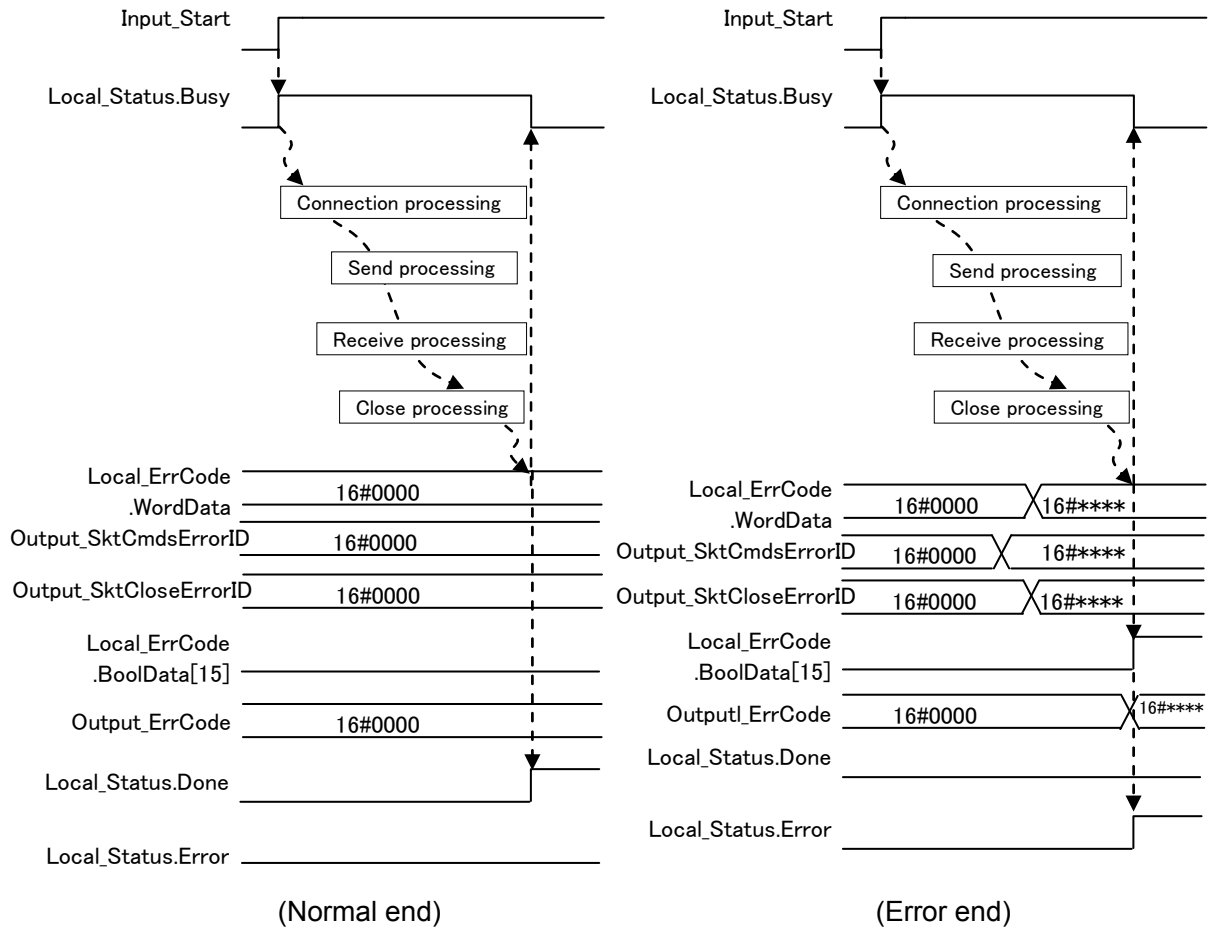 Input_Start
Local_Status.Busy
Connection processing
Send processing
Receive processing
Close processing
Local_ErrCode
.WordData
16#0000
Output_SktCmdsErrorID
16#0000
Output_SktCloseErrorID
16#0000
Local_ErrCode
.BoolData[15]
Output_ErrCode
16#0000
Local_Status.Done
Local_Status.Error
(Normal end)
Input_Start
Local_Status.Busy
Connection processing
Send processing
Receive processing
Close processing
Local_ErrCode
.WordData
16#0000 16#****
Output_SktCmdsErrorID
16#0000 16#****
Output_SktCloseErrorID
16#0000 16#****
Local_ErrCode
.BoolData[15]
Outputl_ErrCode
16#0000 16#****
Local_Status.Done
Local_Status.Error
(Error end)